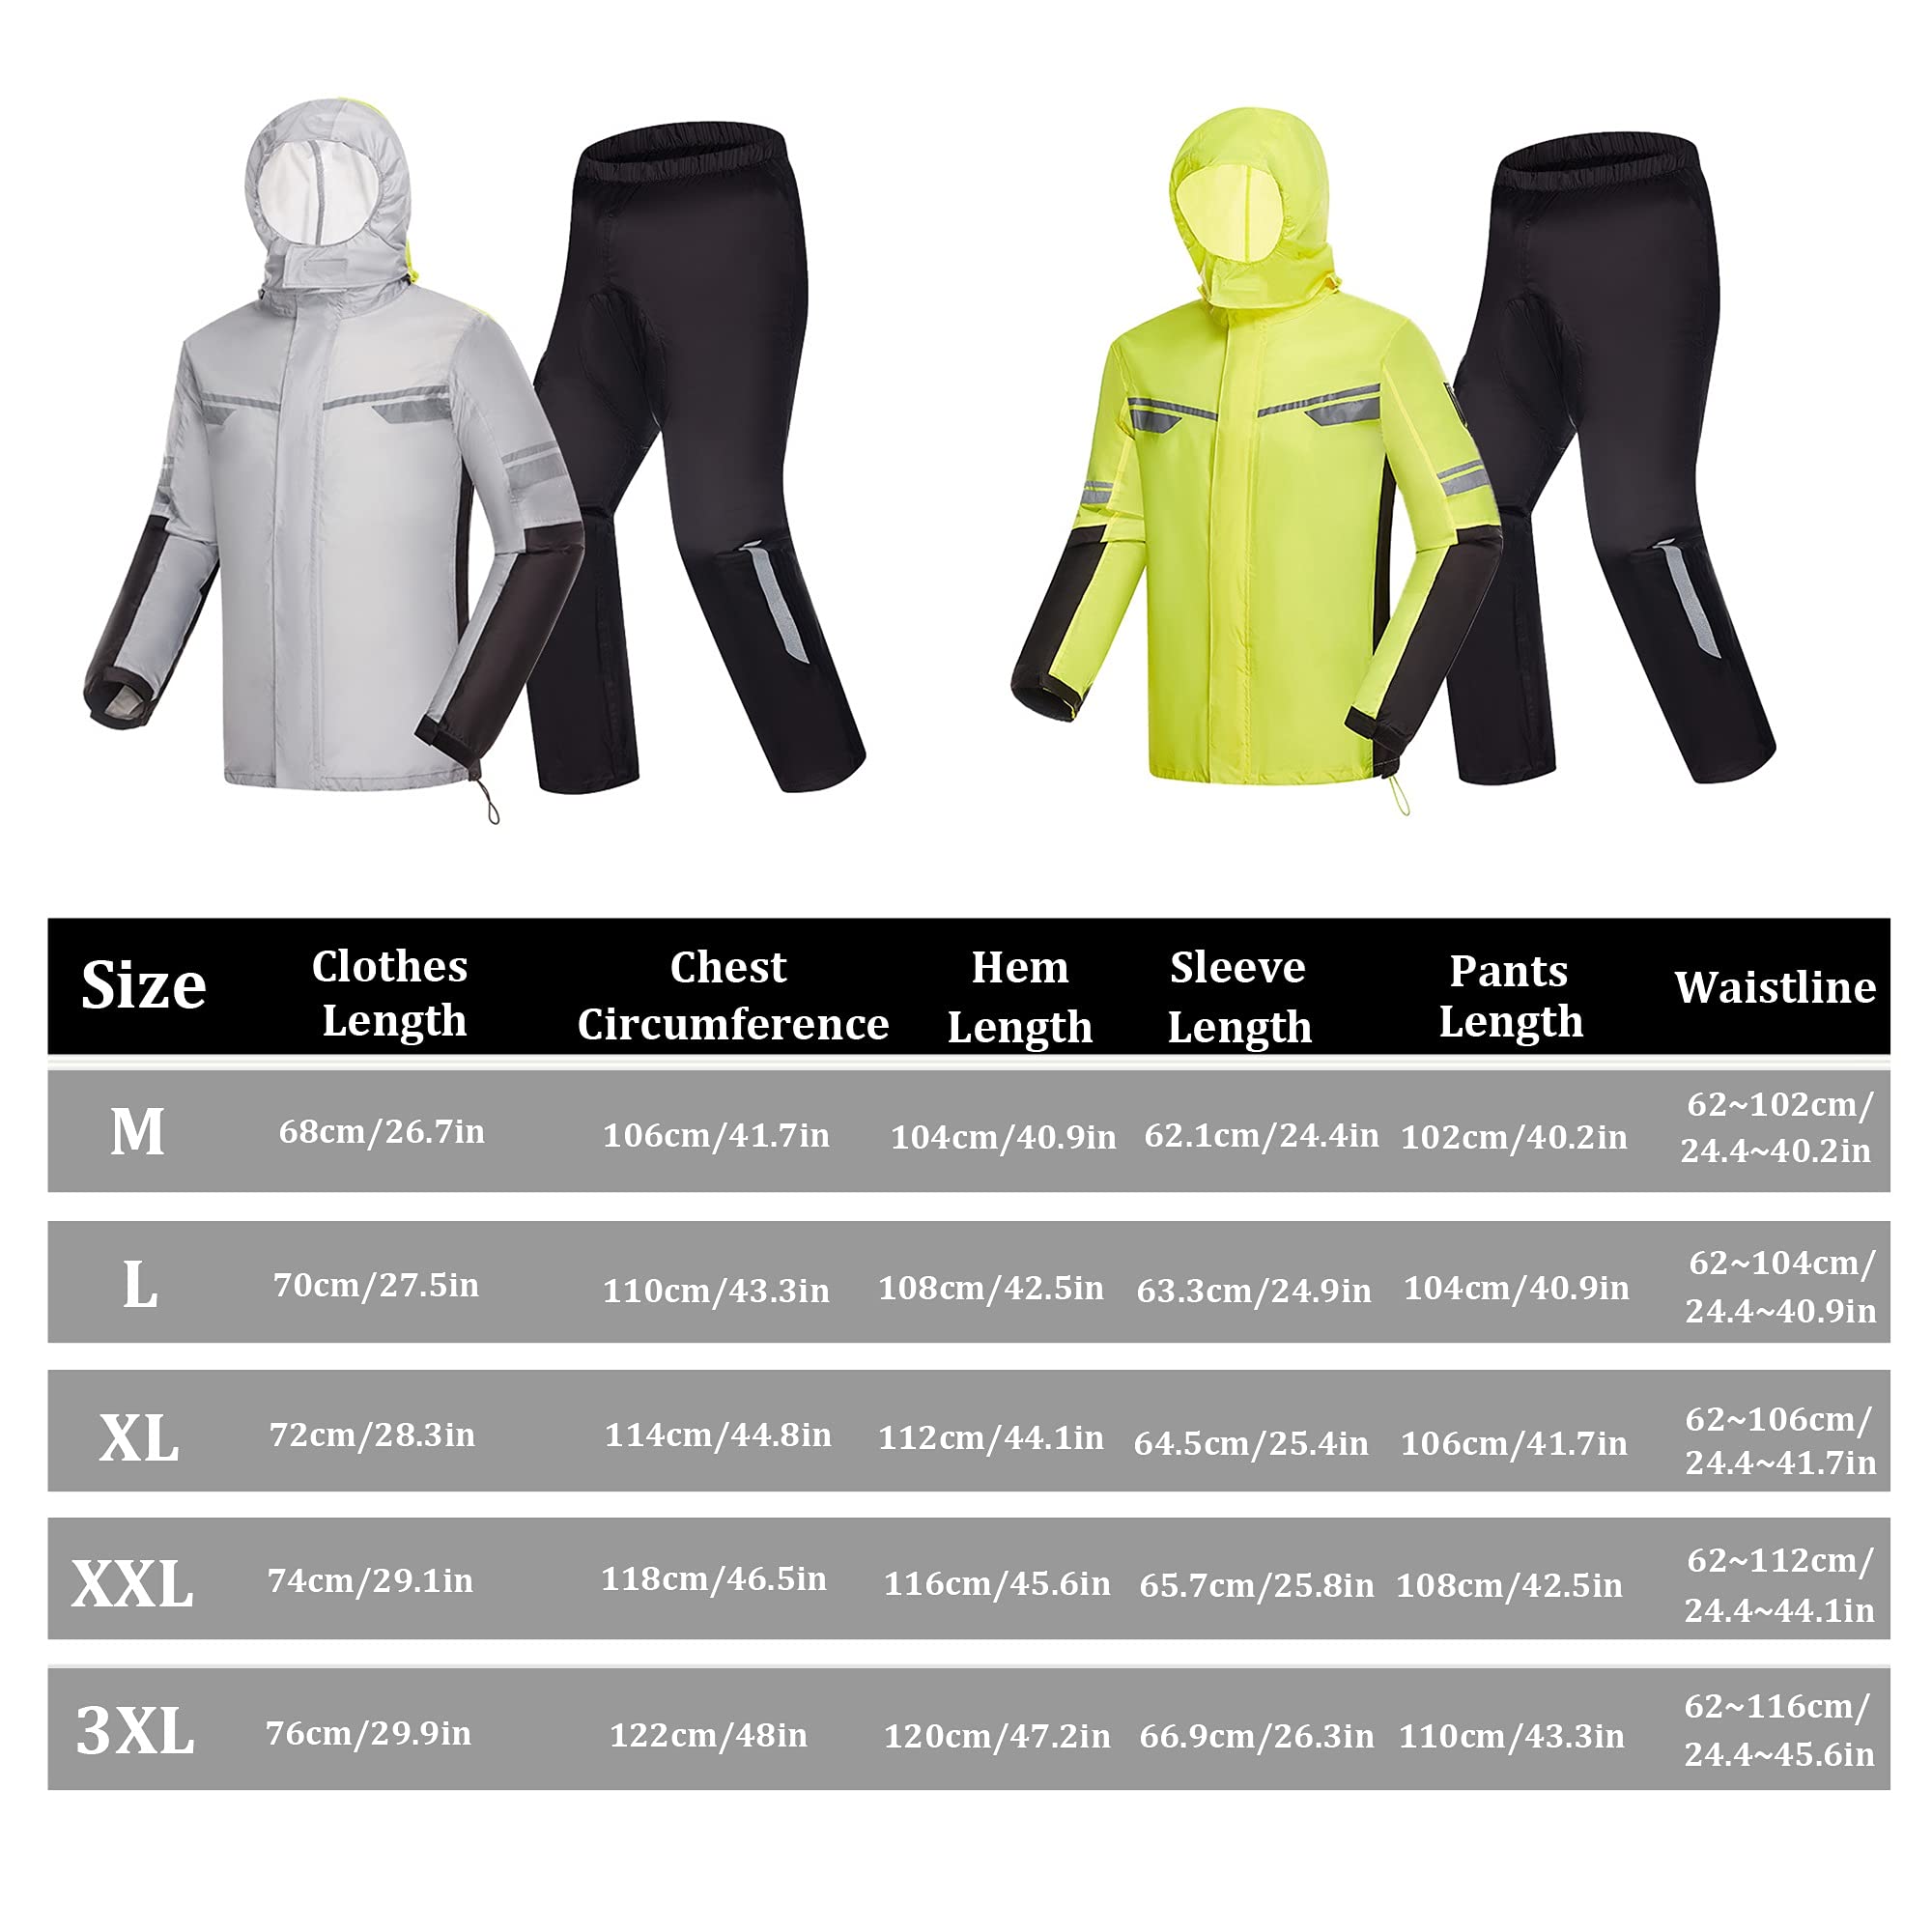 Size Clothes Length Chest Circumference Hem Length Sleeve Length Pants Length Waistline
M 68cm/26.7in 106cm/41.7in 104cm/40.9in 62.1cm/24.4in 102cm/40.2in 62~102cm/ 24.4~40.2in
L 70cm/27.5in 110cm/43.3in 108cm/42.5in 63.3cm/24.9in 104cm/40.9in 62~104cm/ 24.4~40.9in
XL 72cm/28.3in 114cm/44.8in 112cm/44.1in 64.5cm/25.4in 106cm/41.7in 62~106cm/ 24.4~41.7in
XXL 74cm/29.1in 118cm/46.5in 116cm/45.6in 65.7cm/25.8in 108cm/42.5in 62~112cm/ 24.4~44.1in
3XL 76cm/29.9in 122cm/48in 120cm/47.2in 66.9cm/26.3in 110cm/43.3in 62~116cm/ 24.4~45.6in